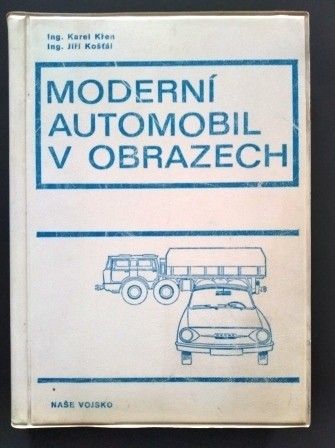 Ing. Karel Křen
Ing. Jiří Košťál
MODERNÍ
AUTOMOBIL
V OBRAZECH
NAŠE VOJSKO